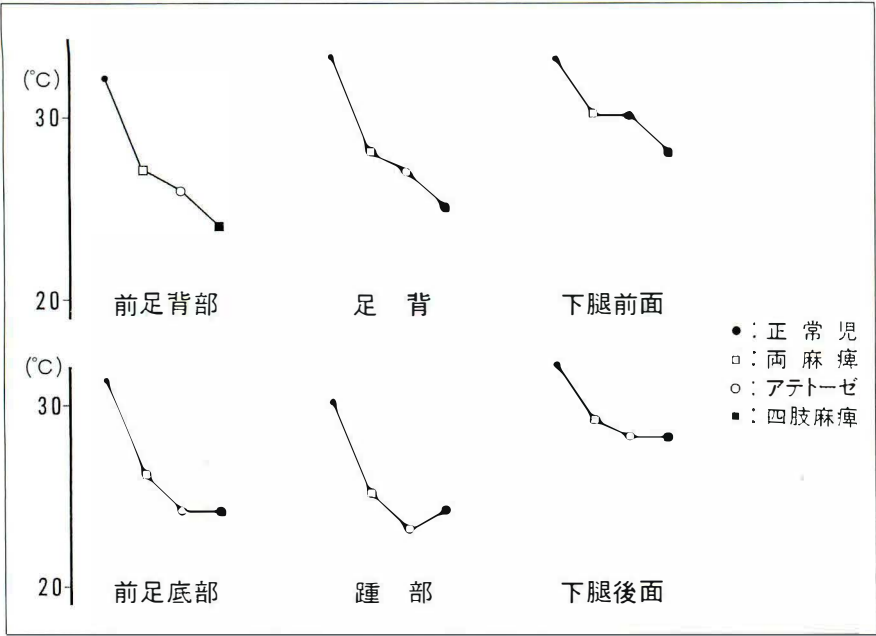 (°C)
30
20
前足背部
足 背
下腿前面
●：正常児
□：両麻痺
○：アテトーゼ
■：四肢麻痺
(°C)
30
20
前足底部
踵 部
下腿後面